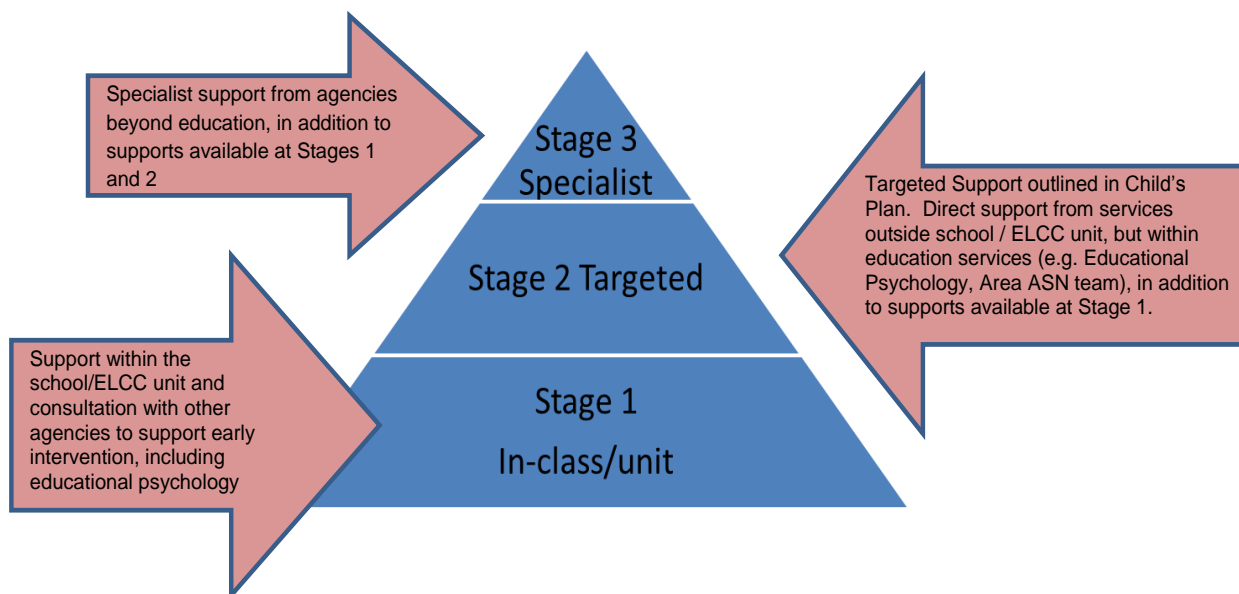 Specialist support from agencies
beyond education, in addition to
supports available at Stages 1
and 2
Stage 3
Specialist
Targeted Support outlined in Child’s
Plan.  Direct support from services
outside school / ELCC unit, but within
education services (e.g. Educational
Psychology, Area ASN team), in addition
to supports available at Stage 1.
Stage 2 Targeted
Support within the
school/ELCC unit and
consultation with other
agencies to support early
intervention, including
educational psychology
Stage 1
In-class/unit